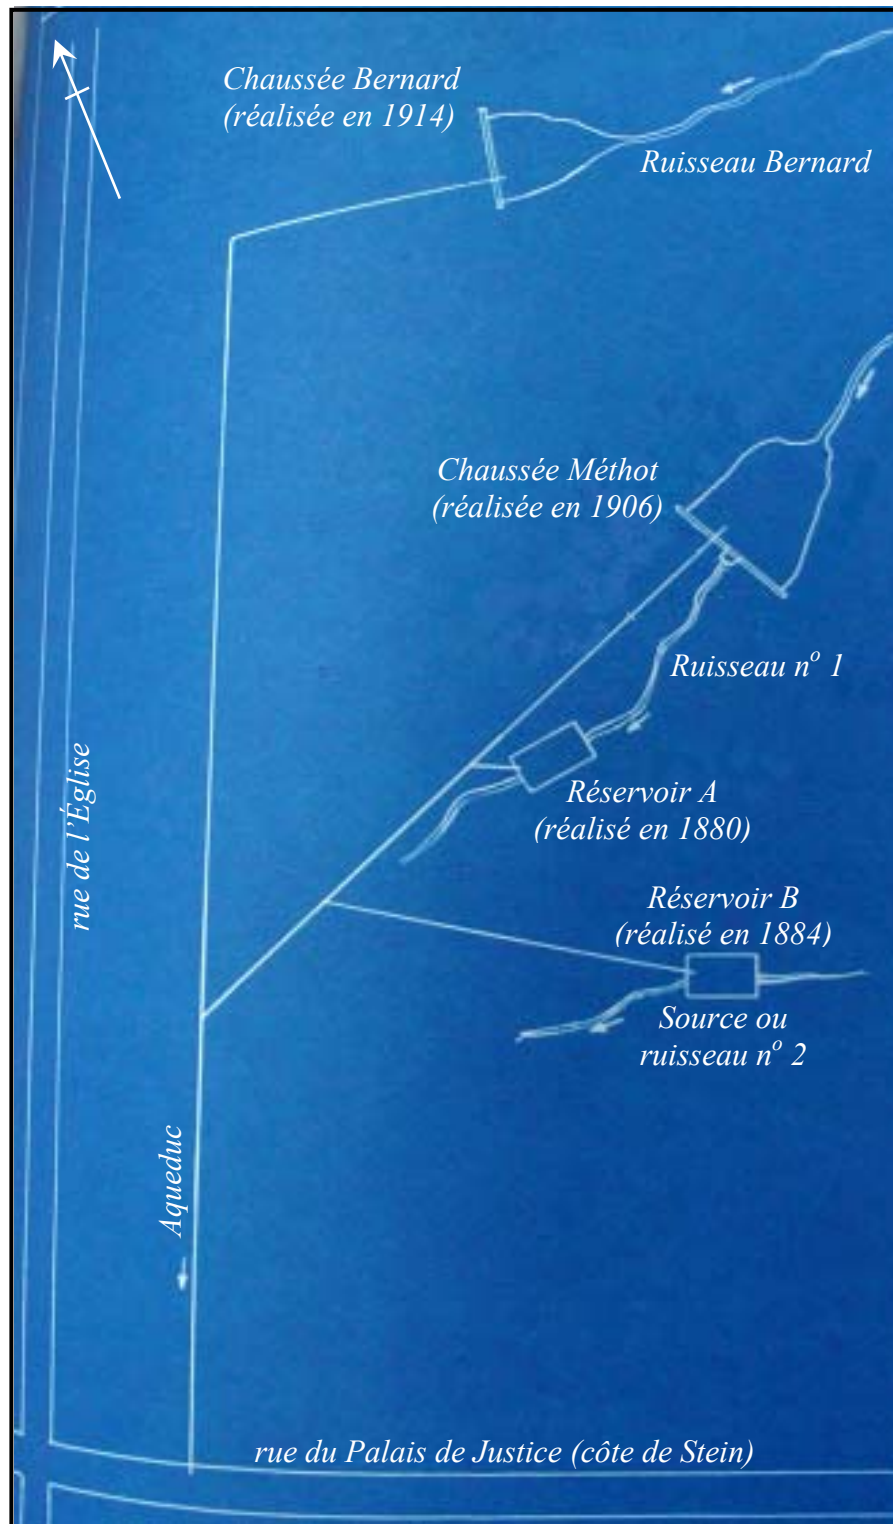 Chaussée Bernard
(réalisée en 1914)
Ruisseau Bernard
Chaussée Méthot
(réalisée en 1906)
Ruisseau nº 1
Réservoir A
(réalisé en 1880)
rue de l'Église
Réservoir B
(réalisé en 1884)
Source ou
ruisseau nº 2
Aqueduc
rue du Palais de Justice (côte de Stein)